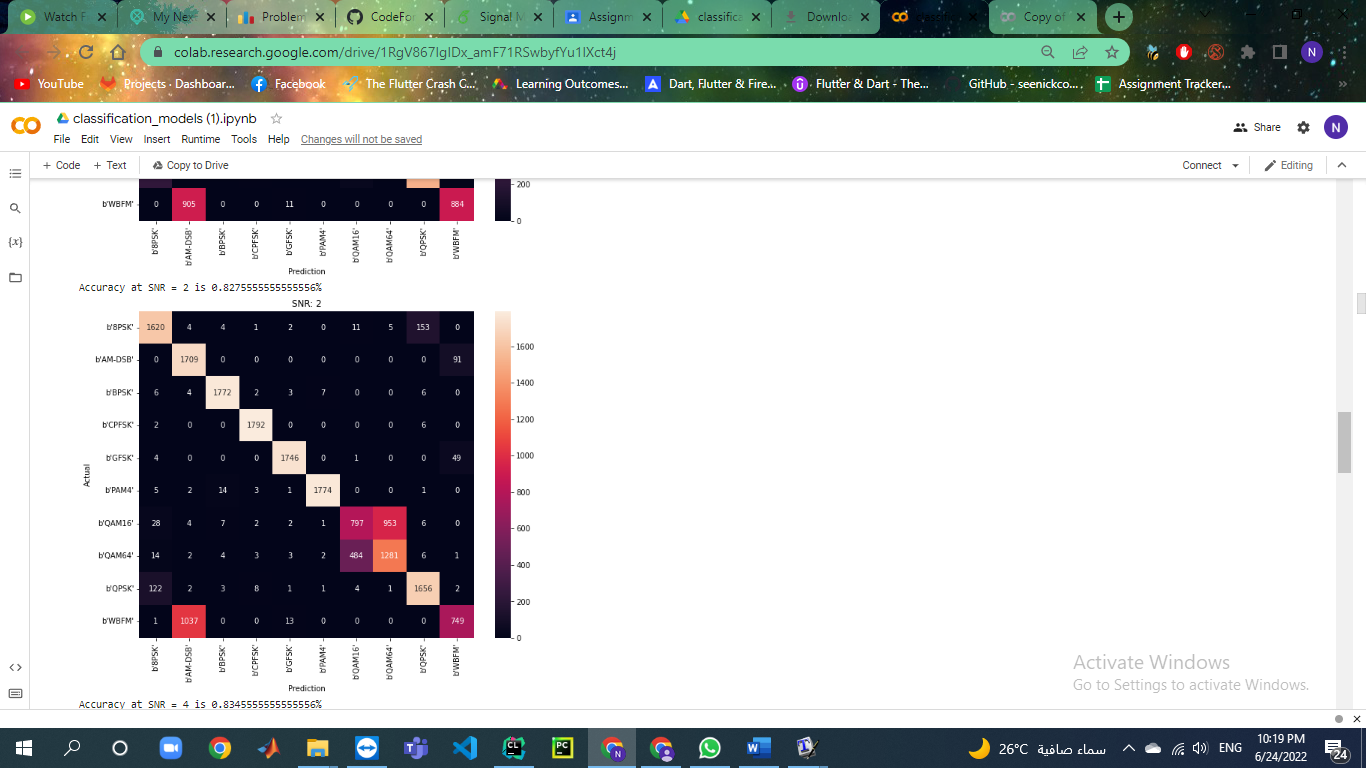 Watch F
My Nex
Problem
CodeFor
Signal M
Assignm
classifica
Downloa
Copy of
colab.research.google.com/drive/1RgV867IgIDx_amF71RSwbyfYu1IXct4j
N
YouTube
Projects · Dashboar...
Facebook
The Flutter Crash C...
Learning Outcomes...
Dart, Flutter & Fire...
Flutter & Dart - The...
GitHub - seenickco...
Assignment Tracker...
»
CO
classification_models (1).ipynb
File Edit View Insert Runtime Tools Help Changes will not be saved
Share
N
+ Code + Text Copy to Drive
Connect
Editing
200
0
b'WBFM' 0 905 0 0 11 0 0 0 0 884
b'8PSK' b'AM-DSB' b'BPSK' b'CPFSK' b'GFSK' b'PAM4' b'QAM16' b'QAM64' b'QPSK' b'WBFM'
Prediction
Accuracy at SNR = 2 is 0.8275555555555556%
SNR: 2
b'8PSK' 1620 4 4 1 2 0 11 5 153 0
b'AM-DSB' 0 1709 0 0 0 0 0 0 0 91
b'BPSK' 6 4 1772 2 3 7 0 0 6 0
b'CPFSK' 2 0 0 1792 0 0 0 0 6 0
b'GFSK' 4 0 0 0 1746 0 1 0 0 49
b'PAM4' 5 2 14 3 1 1774 0 0 1 0
b'QAM16' 28 4 7 2 2 1 797 953 6 0
b'QAM64' 14 2 4 3 3 2 484 1281 6 1
b'QPSK' 122 2 3 8 1 1 4 1 1656 2
b'WBFM' 1 1037 0 0 13 0 0 0 0 749
Actual
1600
1400
1200
1000
800
600
400
200
0
b'8PSK' b'AM-DSB' b'BPSK' b'CPFSK' b'GFSK' b'PAM4' b'QAM16' b'QAM64' b'QPSK' b'WBFM'
Prediction
Accuracy at SNR = 4 is 0.8345555555555556%
Activate Windows
Go to Settings to activate Windows.
26°C سماء صافية
ENG
10:19 PM
6/24/2022
24